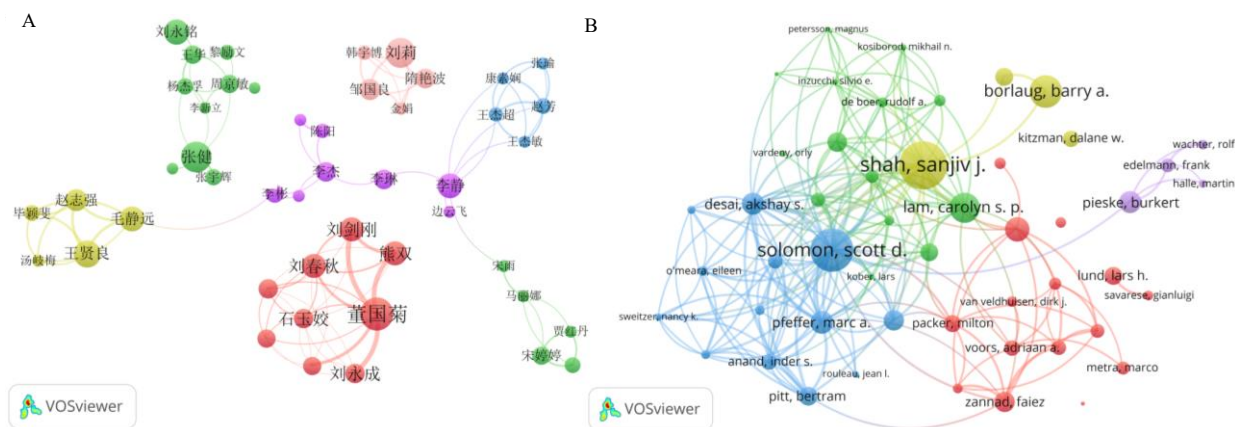 A
刘永铭
王华
黎励文
杨杰孚
周京敏
李新立
张健
张宇辉
韩宇博
刘莉
邹国良
隋艳波
金娟
张瑜
康素娴
赵芳
王杰超
王杰敏
陈阳
李杰
李彬
李琳
李静
边云飞
赵志强
毕颖斐
毛静远
王贤良
汤岐梅
刘剑刚
熊双
刘春秋
董国菊
石玉姣
刘永成
宋雨
马丽娜
贾红丹
宋婷婷
VOSviewer
B
petersson, magnus
kosiborod, mikhail n.
inzucchi, silvio e.
de boer, rudolf a.
borlaug, barry a.
kitzman, dalane w.
vardeny, orly
shah, sanjiv j.
wachter, rolf
edelmann, frank
halle, martin
pieske, burkert
desai, akshay s.
lam, carolyn s. p.
solomon, scott d.
o'meara, eileen
kober, lars
lund, lars h.
savarese, gianluigi
van veldhuisen, dirk j.
sweitzer, nancy k.
pfeffer, marc a.
packer, milton
voors, adriaan a.
anand, inder s.
rouleau, jean l.
metra, marco
pitt, bertram
zannad, faiez
VOSviewer